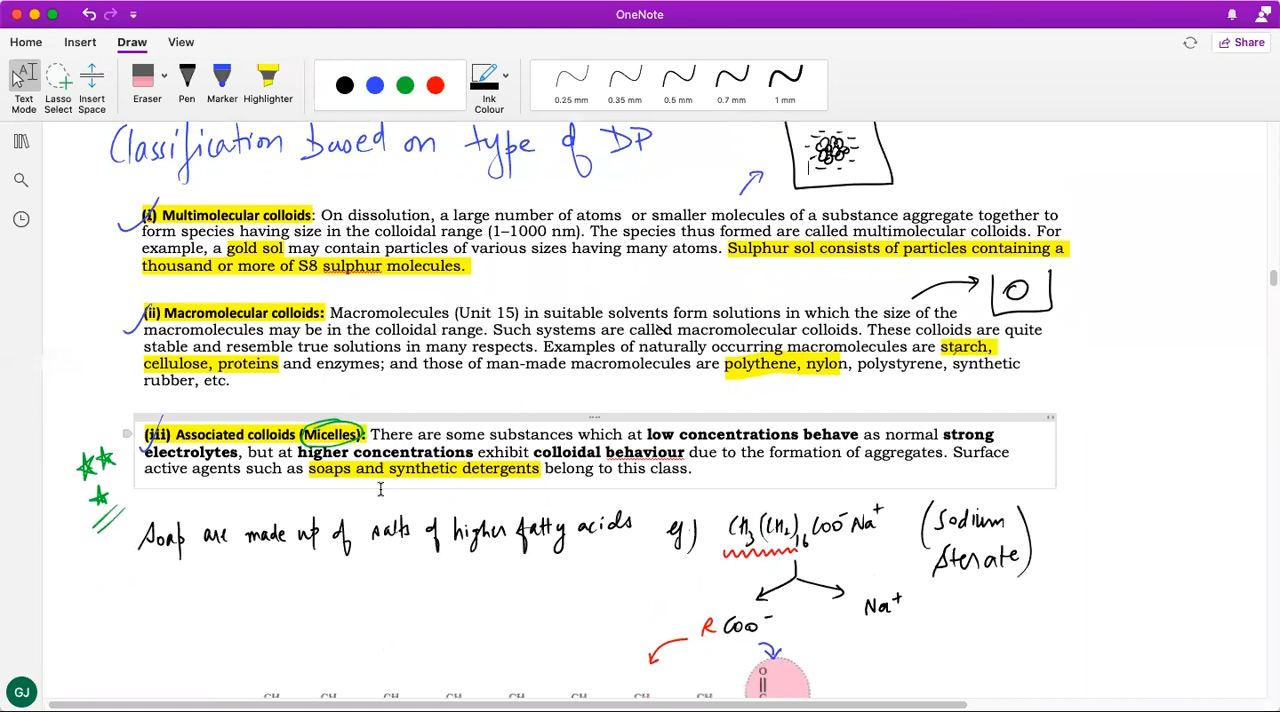 OneNote
Home Insert Draw View
Share
Text Mode
Lasso Select
Insert Space
Eraser
Pen
Marker
Highlighter
Ink Colour
0.25 mm
0.35 mm
0.5 mm
0.7 mm
1 mm
Classification based on type of DP
(i) Multimolecular colloids: On dissolution, a large number of atoms or smaller molecules of a substance aggregate together to
form species having size in the colloidal range (1–1000 nm). The species thus formed are called multimolecular colloids. For
example, a gold sol may contain particles of various sizes having many atoms. Sulphur sol consists of particles containing a
thousand or more of S8 sulphur molecules.
(ii) Macromolecular colloids: Macromolecules (Unit 15) in suitable solvents form solutions in which the size of the
macromolecules may be in the colloidal range. Such systems are called macromolecular colloids. These colloids are quite
stable and resemble true solutions in many respects. Examples of naturally occurring macromolecules are starch,
cellulose, proteins and enzymes; and those of man-made macromolecules are polythene, nylon, polystyrene, synthetic
rubber, etc.
(iii) Associated colloids (Micelles): There are some substances which at low concentrations behave as normal strong
electrolytes, but at higher concentrations exhibit colloidal behaviour due to the formation of aggregates. Surface
active agents such as soaps and synthetic detergents belong to this class.
Soap are made up of salts of higher fatty acids eg) CH3(CH2)16COO⁻Na⁺ (Sodium
Sterate)
Na⁺
RCOO⁻
O
CH CH CH CH CH CH CH CH C
GJ